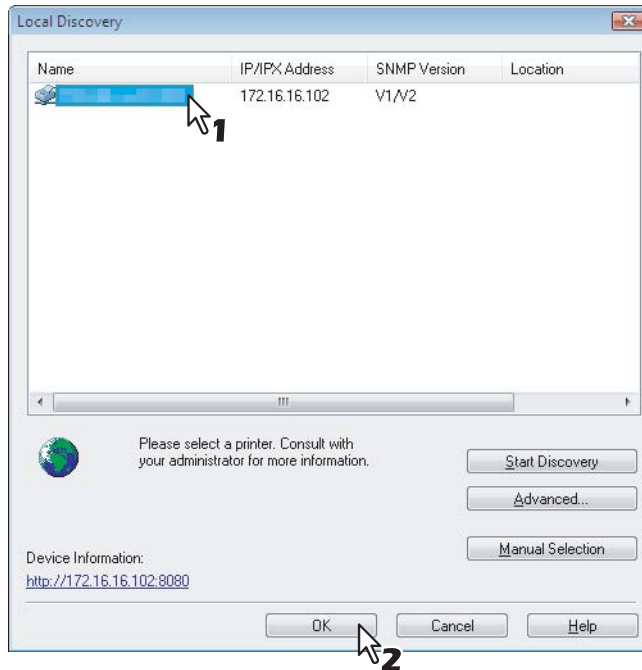 Local Discovery
Name IP/IPX Address SNMP Version Location
172.16.16.102 V1/V2
1
Please select a printer. Consult with
your administrator for more information.
Start Discovery
Advanced...
Manual Selection
Device Information:
http://172.16.16.102:8080
OK Cancel Help
2